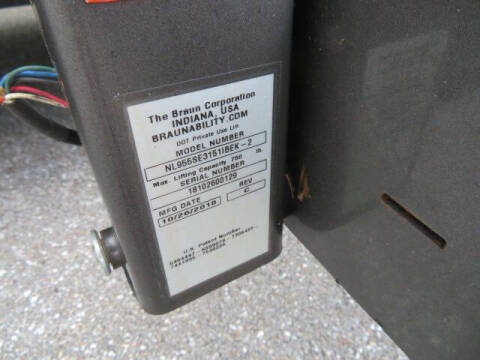 The Braun Corporation
INDIANA, USA
BRAUNABILITY.COM
DOT Private Use Lift
MODEL NUMBER
NL955SE3151IBEK-2
Max. Lifting Capacity 750 lb.
SERIAL NUMBER
18102600129
MFG DATE REV
10/26/2018 C
U.S. Patent Number